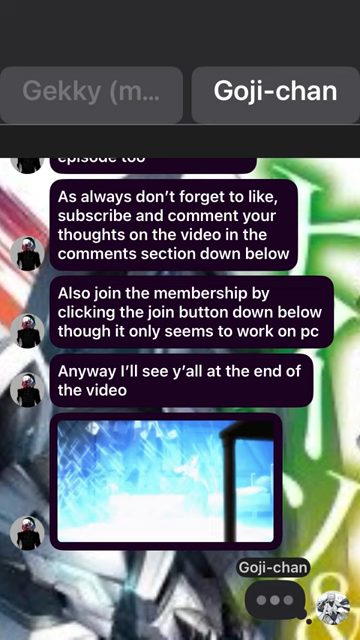 Gekky (m...
Goji-chan
episode too
As always don’t forget to like,
subscribe and comment your
thoughts on the video in the
comments section down below
Also join the membership by
clicking the join button down below
though it only seems to work on pc
Anyway I’ll see y’all at the end of
the video
Goji-chan